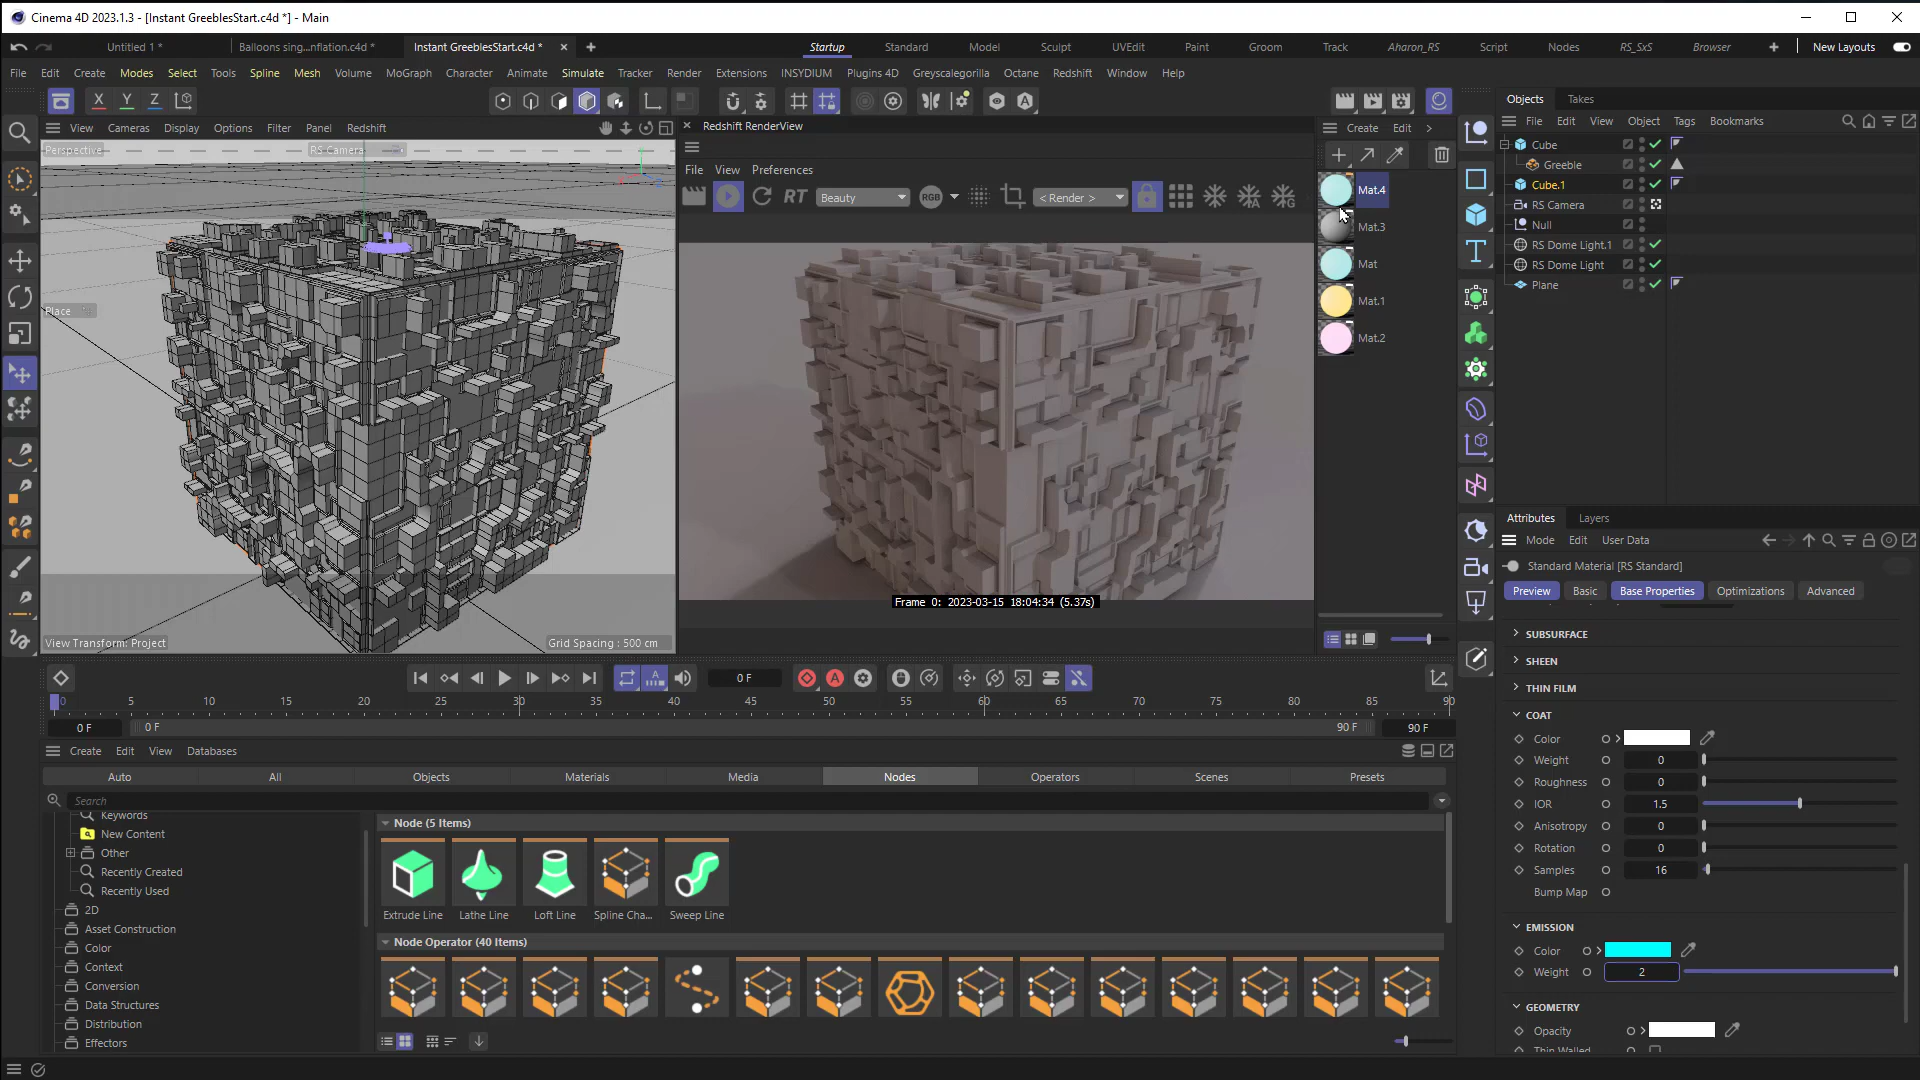 Cinema 4D 2023.1.3 - [Instant GreeblesStart.c4d *] - Main
Untitled 1 *
Balloons sing...nflation.c4d *
Instant GreeblesStart.c4d *
Startup
Standard
Model
Sculpt
UVEdit
Paint
Groom
Track
Aharon_RS
Script
Nodes
RS_SxS
Browser
New Layouts
File Edit Create Modes Select Tools Spline Mesh Volume MoGraph Character Animate Simulate Tracker Render Extensions INSYDIUM Plugins 4D Greyscalegorilla Octane Redshift Window Help
X Y Z
View Cameras Display Options Filter Panel Redshift
Perspective
RS Camera
Place
View Transform: Project
Grid Spacing : 500 cm
Redshift RenderView
File View Preferences
RT
Beauty
RGB
< Render >
Frame 0: 2023-03-15 18:04:34 (5.37s)
Create Edit
Mat.4
Mat.3
Mat
Mat.1
Mat.2
Objects Takes
File Edit View Object Tags Bookmarks
Cube
Greeble
Cube.1
RS Camera
Null
RS Dome Light.1
RS Dome Light
Plane
Attributes Layers
Mode Edit User Data
Standard Material [RS Standard]
Preview Basic Base Properties Optimizations Advanced
SUBSURFACE
SHEEN
THIN FILM
COAT
Color
Weight 0
Roughness 0
IOR 1.5
Anisotropy 0
Rotation 0
Samples 16
Bump Map
EMISSION
Color
Weight 2
GEOMETRY
Opacity
Thin Walled
0 F
0 5 10 15 20 25 30 35 40 45 50 55 60 65 70 75 80 85 90
0 F
0 F
90 F
90 F
Create Edit View Databases
Auto All Objects Materials Media Nodes Operators Scenes Presets
Search
Keywords
New Content
Other
Recently Created
Recently Used
2D
Asset Construction
Color
Context
Conversion
Data Structures
Distribution
Effectors
Node (5 Items)
Extrude Line
Lathe Line
Loft Line
Spline Cha...
Sweep Line
Node Operator (40 Items)